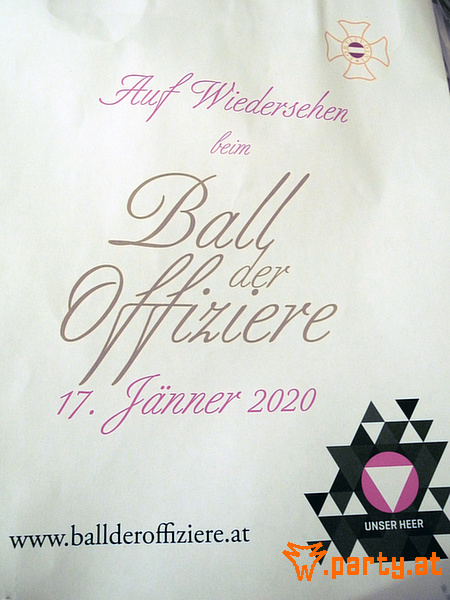 Auf Wiedersehen
beim
Ball
der
Offiziere
17. Jänner 2020
UNSER HEER
www.ballderoffiziere.at
w.party.at